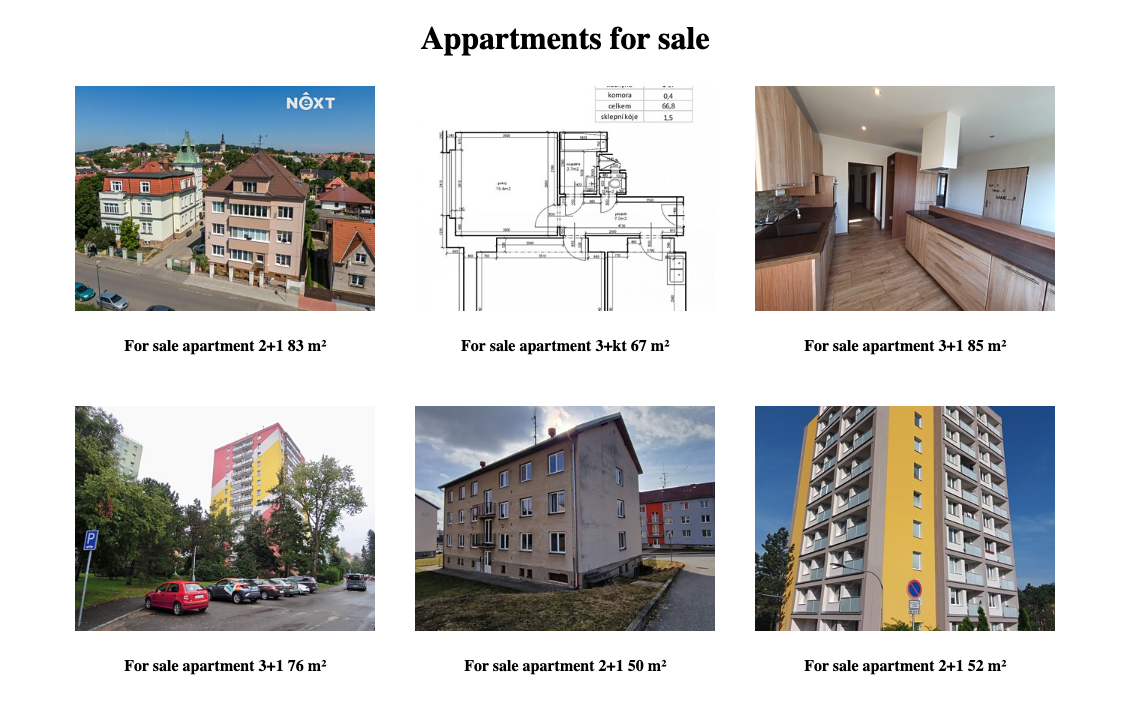 Appartments for sale
NEXT
komora 0,4
celkem 66,8
sklepní kóje 1,5
For sale apartment 2+1 83 m²
For sale apartment 3+kt 67 m²
For sale apartment 3+1 85 m²
P
For sale apartment 3+1 76 m²
For sale apartment 2+1 50 m²
For sale apartment 2+1 52 m²